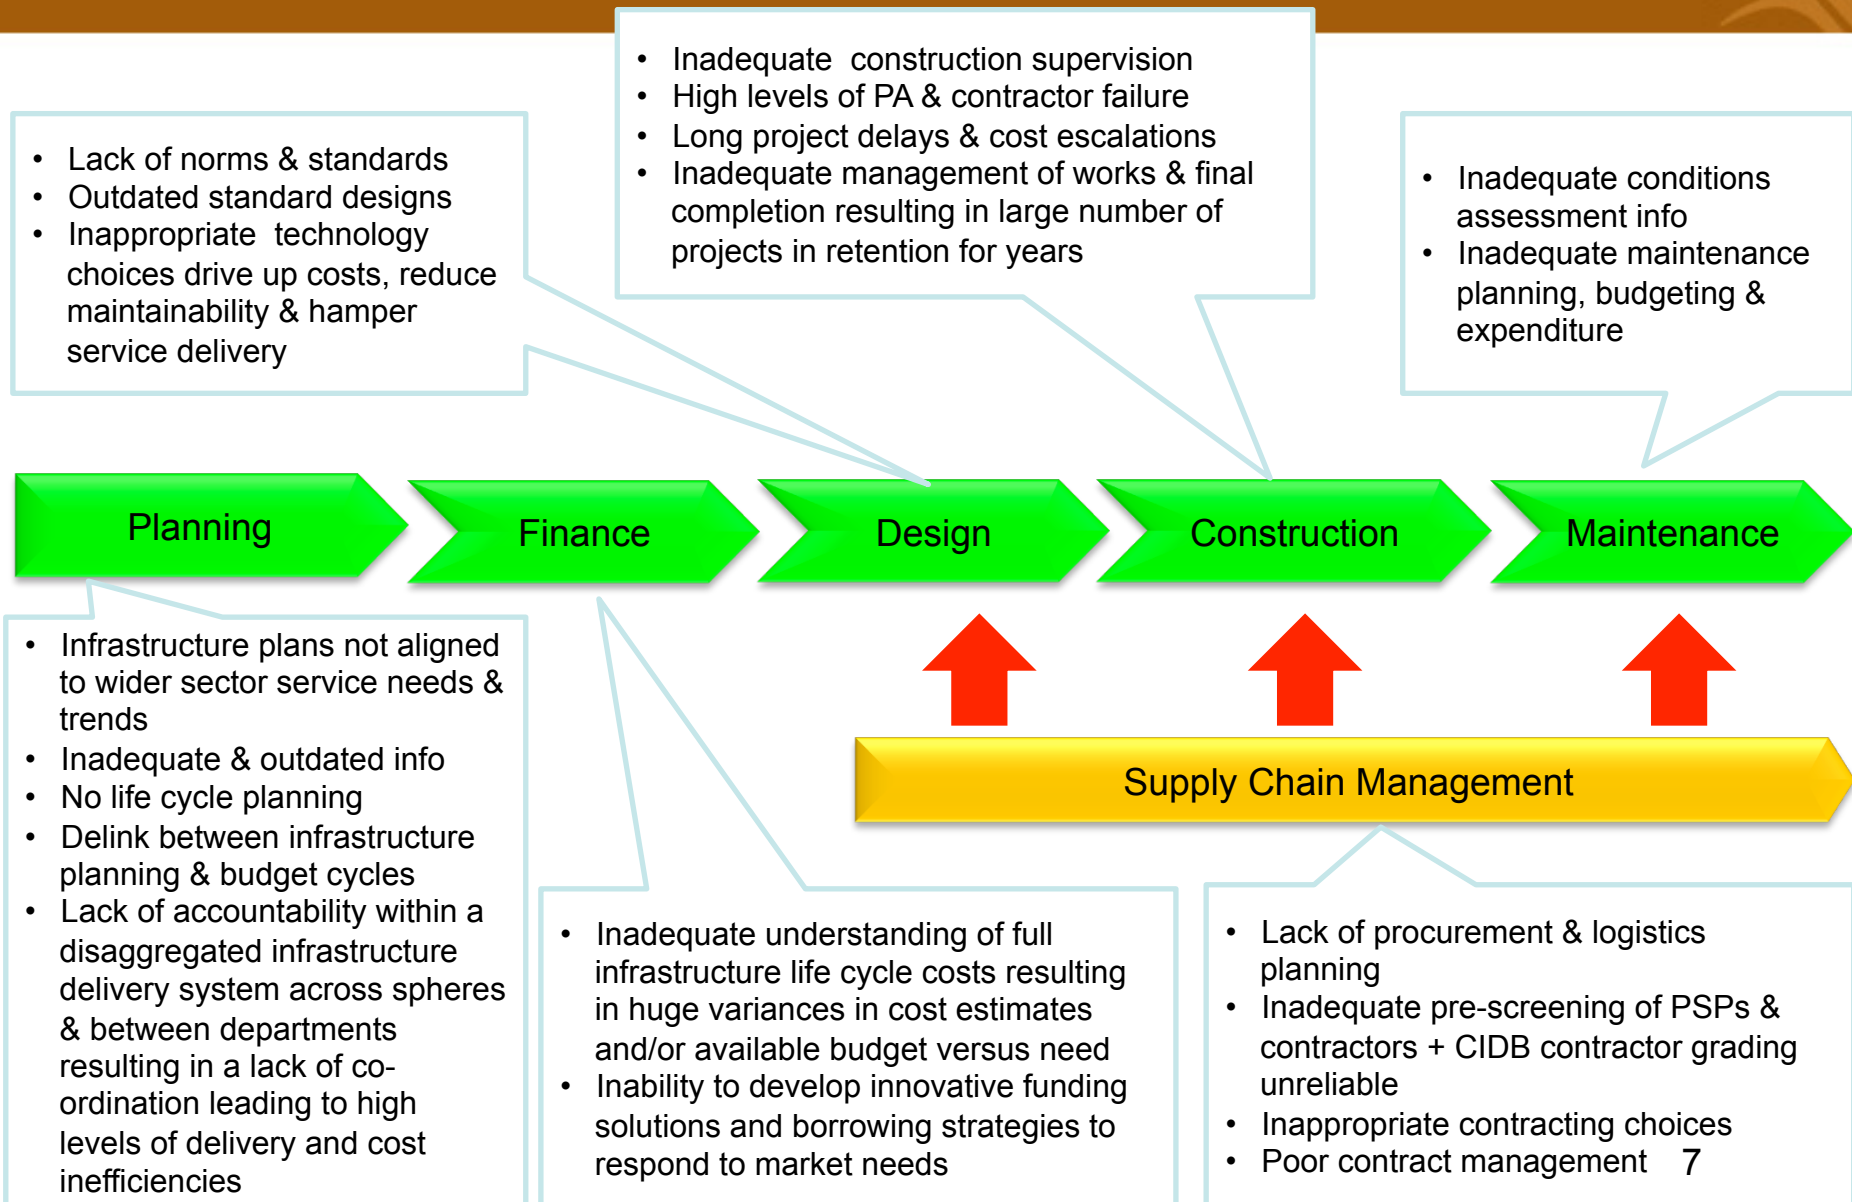 • Inadequate  construction supervision
• High levels of PA & contractor failure
• Long project delays & cost escalations
• Inadequate management of works & final
completion resulting in large number of
projects in retention for years
• Lack of norms & standards
• Outdated standard designs
• Inappropriate  technology
choices drive up costs, reduce
maintainability & hamper
service delivery
• Inadequate conditions
assessment info
• Inadequate maintenance
planning, budgeting &
expenditure
Planning
Finance
Design
Construction
Maintenance
• Infrastructure plans not aligned
to wider sector service needs &
trends
• Inadequate & outdated info
• No life cycle planning
• Delink between infrastructure
planning & budget cycles
• Lack of accountability within a
disaggregated infrastructure
delivery system across spheres
& between departments
resulting in a lack of co-
ordination leading to high
levels of delivery and cost
inefficiencies
Supply Chain Management
• Inadequate understanding of full
infrastructure life cycle costs resulting
in huge variances in cost estimates
and/or available budget versus need
• Inability to develop innovative funding
solutions and borrowing strategies to
respond to market needs
• Lack of procurement & logistics
planning
• Inadequate pre-screening of PSPs &
contractors + CIDB contractor grading
unreliable
• Inappropriate contracting choices
• Poor contract management
7